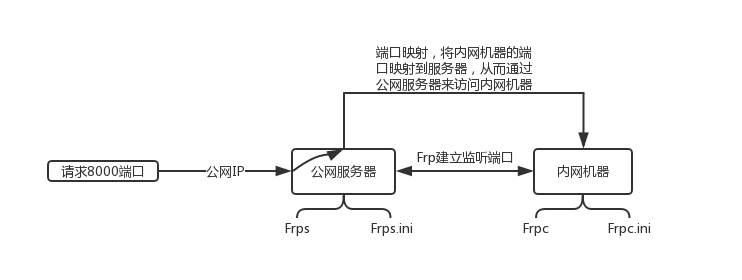 端口映射，将内网机器的端
口映射到服务器，从而通过
公网服务器来访问内网机器
请求8000端口
公网IP
公网服务器
Frp建立监听端口
内网机器
Frps
Frps.ini
Frpc
Frpc.ini